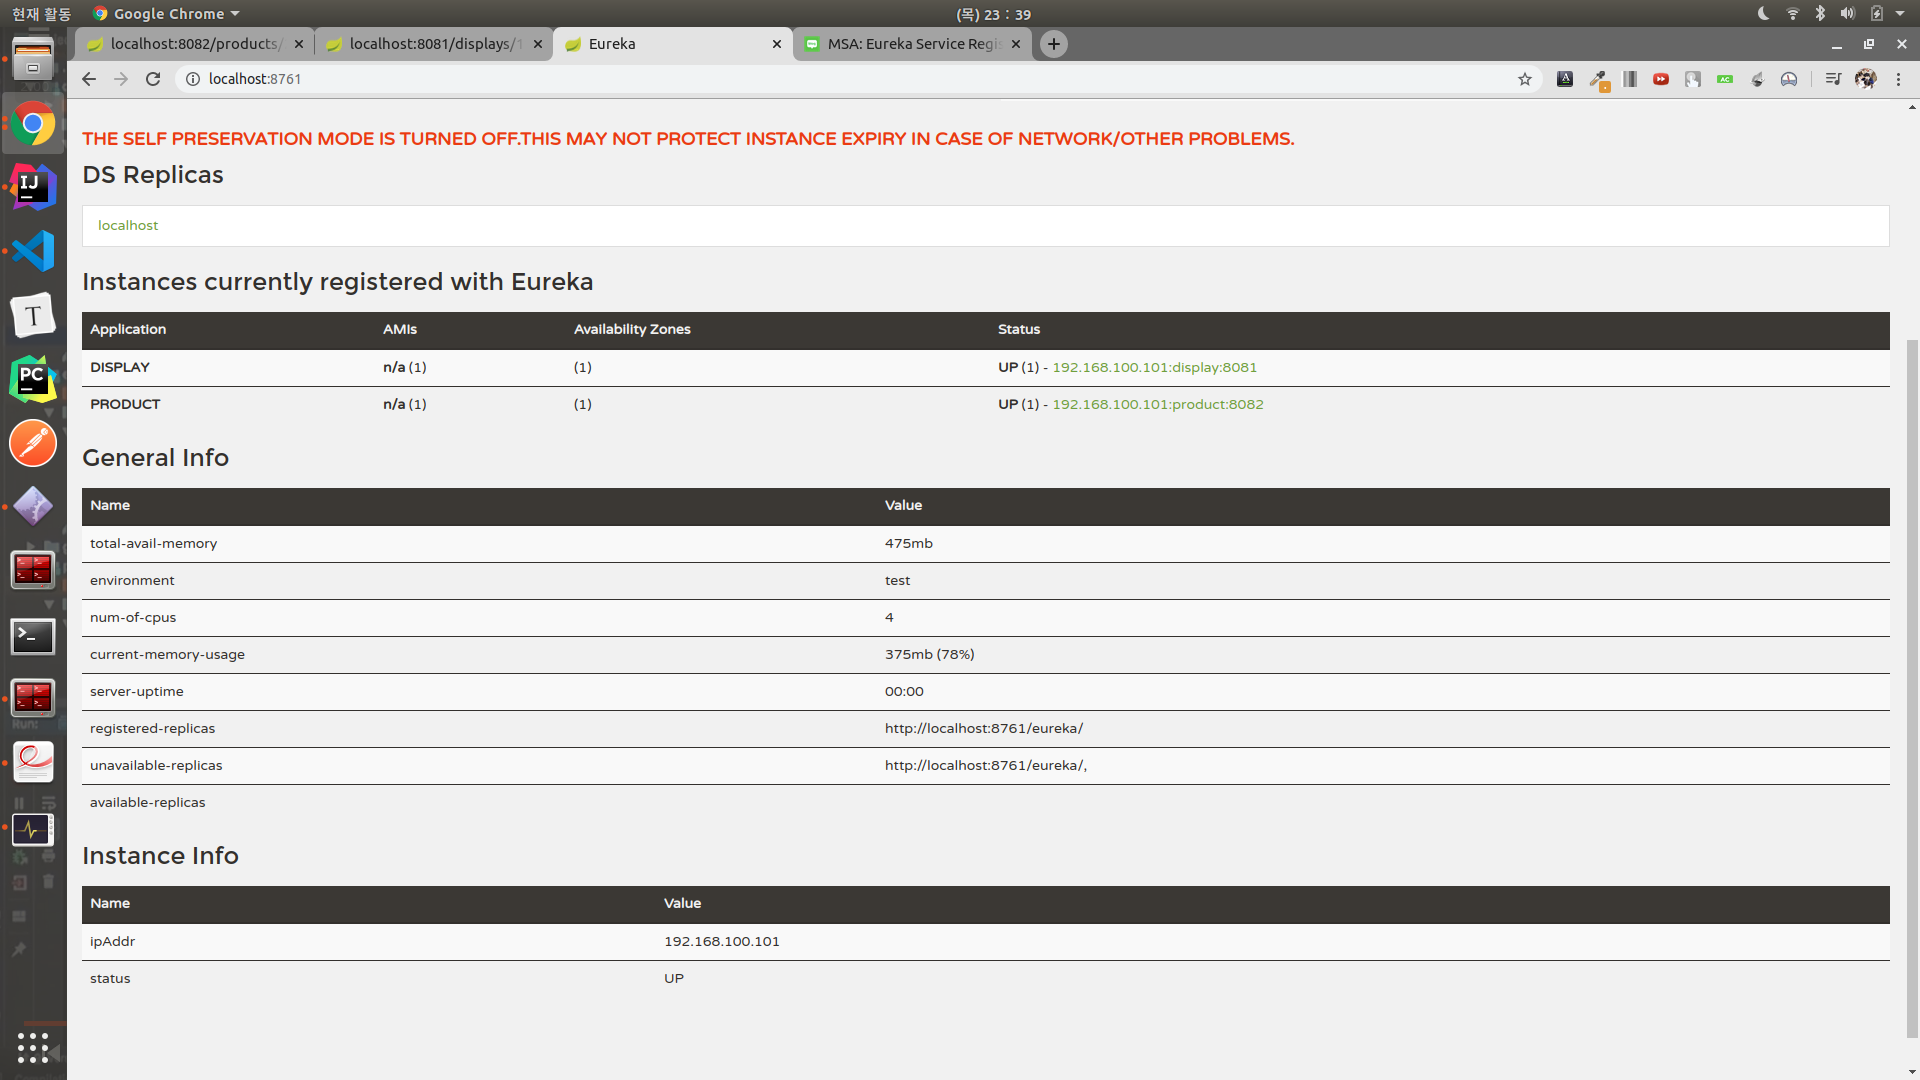 현재 활동 Google Chrome (목) 23 : 39
localhost:8082/products/ localhost:8081/displays/1 Eureka MSA: Eureka Service Regis
localhost:8761
THE SELF PRESERVATION MODE IS TURNED OFF.THIS MAY NOT PROTECT INSTANCE EXPIRY IN CASE OF NETWORK/OTHER PROBLEMS.
DS Replicas
localhost
Instances currently registered with Eureka
Application AMIs Availability Zones Status
DISPLAY n/a (1) (1) UP (1) - 192.168.100.101:display:8081
PRODUCT n/a (1) (1) UP (1) - 192.168.100.101:product:8082
General Info
Name Value
total-avail-memory 475mb
environment test
num-of-cpus 4
current-memory-usage 375mb (78%)
server-uptime 00:00
registered-replicas http://localhost:8761/eureka/
unavailable-replicas http://localhost:8761/eureka/,
available-replicas
Instance Info
Name Value
ipAddr 192.168.100.101
status UP
IJ
T
PC
Run: